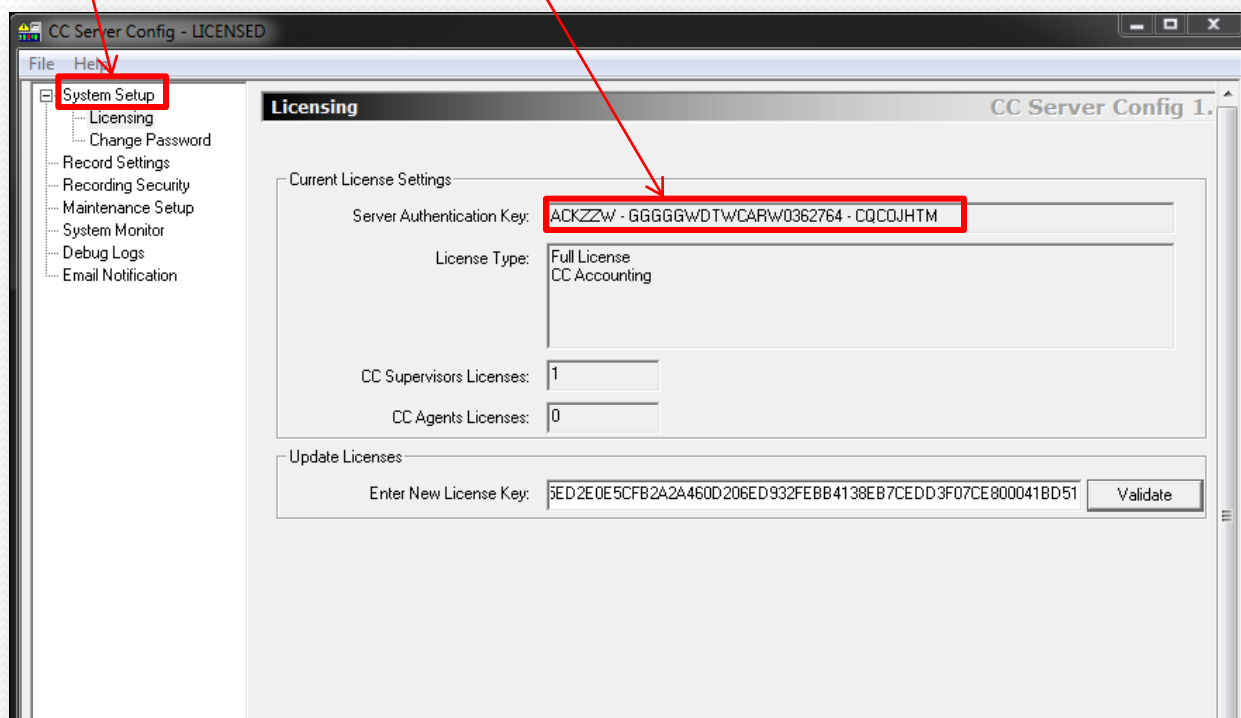 CC Server Config - LICENSED
File Help
System Setup
Licensing
Change Password
Record Settings
Recording Security
Maintenance Setup
System Monitor
Debug Logs
Email Notification
Licensing
CC Server Config 1.
Current License Settings
Server Authentication Key: ACKZZW - GGGGGWDTWCARW0362764 - CQCOJHTM
License Type: Full License
CC Accounting
CC Supervisors Licenses: 1
CC Agents Licenses: 0
Update Licenses
Enter New License Key: 5ED2E0E5CFB2A2A460D206ED932FEBB4138EB7CEDD3F07CE800041BD51 Validate